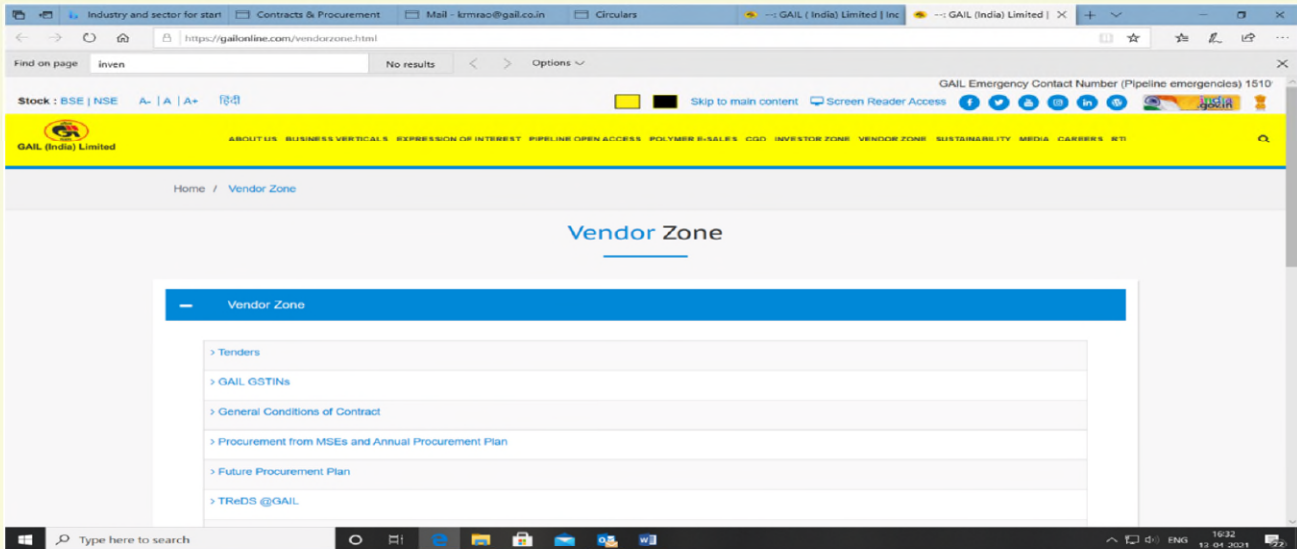 Industry and sector for start
Contracts & Procurement
Mail - krmrao@gail.co.in
Circulars
--: GAIL ( India) Limited | Inc
--: GAIL (India) Limited |
https://gailonline.com/vendorzone.html
Find on page
inven
No results
Options
GAIL Emergency Contact Number (Pipeline emergencies) 1510
Stock : BSE | NSE A- | A | A+ हिंदी
Skip to main content
Screen Reader Access
GAIL (India) Limited
ABOUT US BUSINESS VERTICALS EXPRESSION OF INTEREST PIPELINE OPEN ACCESS POLYMER E-SALES CGD INVESTOR ZONE VENDOR ZONE SUSTAINABILITY MEDIA CAREERS RTI
Home / Vendor Zone
Vendor Zone
Vendor Zone
> Tenders
> GAIL GSTINs
> General Conditions of Contract
> Procurement from MSEs and Annual Procurement Plan
> Future Procurement Plan
> TReDS @GAIL
Type here to search
ENG
16:32
13-04-2021